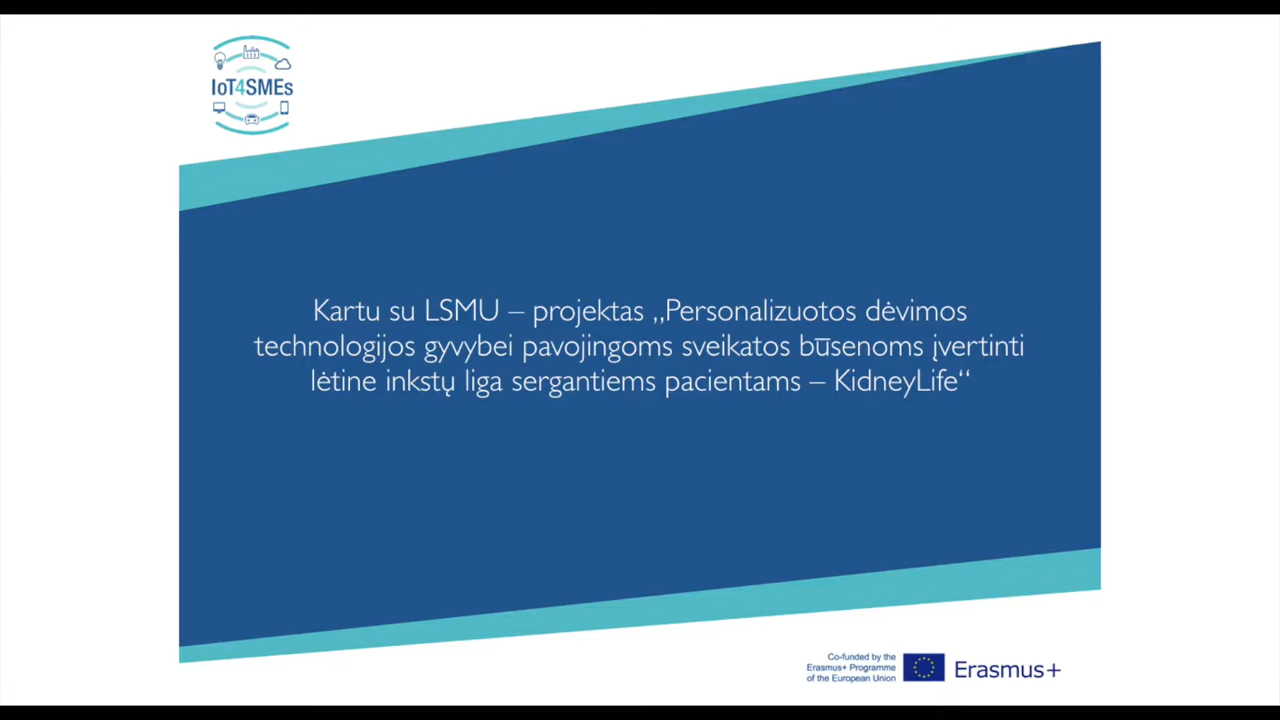 IoT4SMEs
Kartu su LSMU – projektas „Personalizuotos dėvimos
technologijos gyvybei pavojingoms sveikatos būsenoms įvertinti
lėtine inkstų liga sergantiems pacientams – KidneyLife“
Co-funded by the
Erasmus+ Programme
of the European Union
Erasmus+